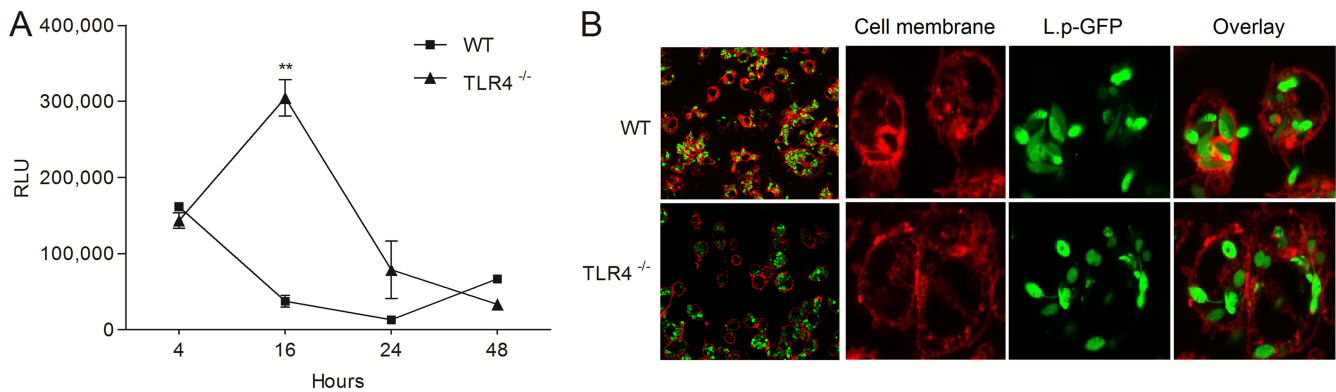 A
400,000
300,000
200,000
100,000
0
RLU
4 16 24 48
Hours
WT
TLR4 -/-
**
B
Cell membrane L.p-GFP Overlay
WT
TLR4 -/-